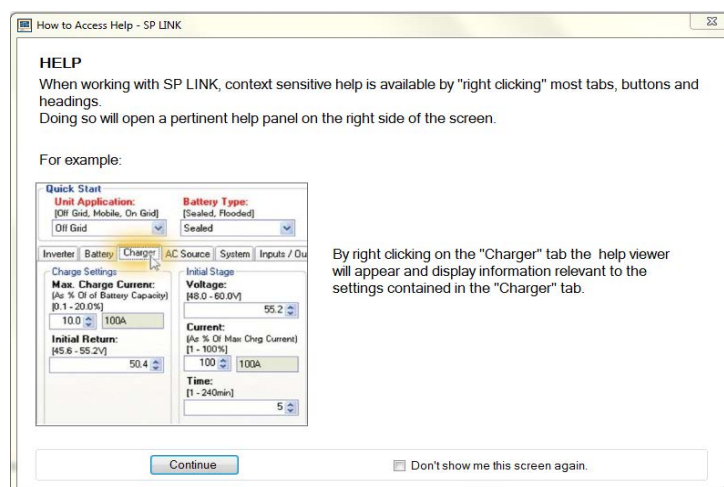 How to Access Help - SP LINK
HELP
When working with SP LINK, context sensitive help is available by "right clicking" most tabs, buttons and
headings.
Doing so will open a pertinent help panel on the right side of the screen.
For example:
Quick Start
Unit Application:
[Off Grid, Mobile, On Grid]
Off Grid
Battery Type:
[Sealed, Flooded]
Sealed
Inverter Battery Charger AC Source System Inputs / Ou
Charge Settings
Max. Charge Current:
(As % Of of Battery Capacity)
[0.1 - 20.0%]
10.0 100A
Initial Return:
[45.6 - 55.2V]
50.4
Initial Stage
Voltage:
[48.0 - 60.0V]
55.2
Current:
(As % Of Max Chrg Current)
[1 - 100%]
100 100A
Time:
[1 - 240min]
5
By right clicking on the "Charger" tab the help viewer
will appear and display information relevant to the
settings contained in the "Charger" tab.
Continue
Don't show me this screen again.